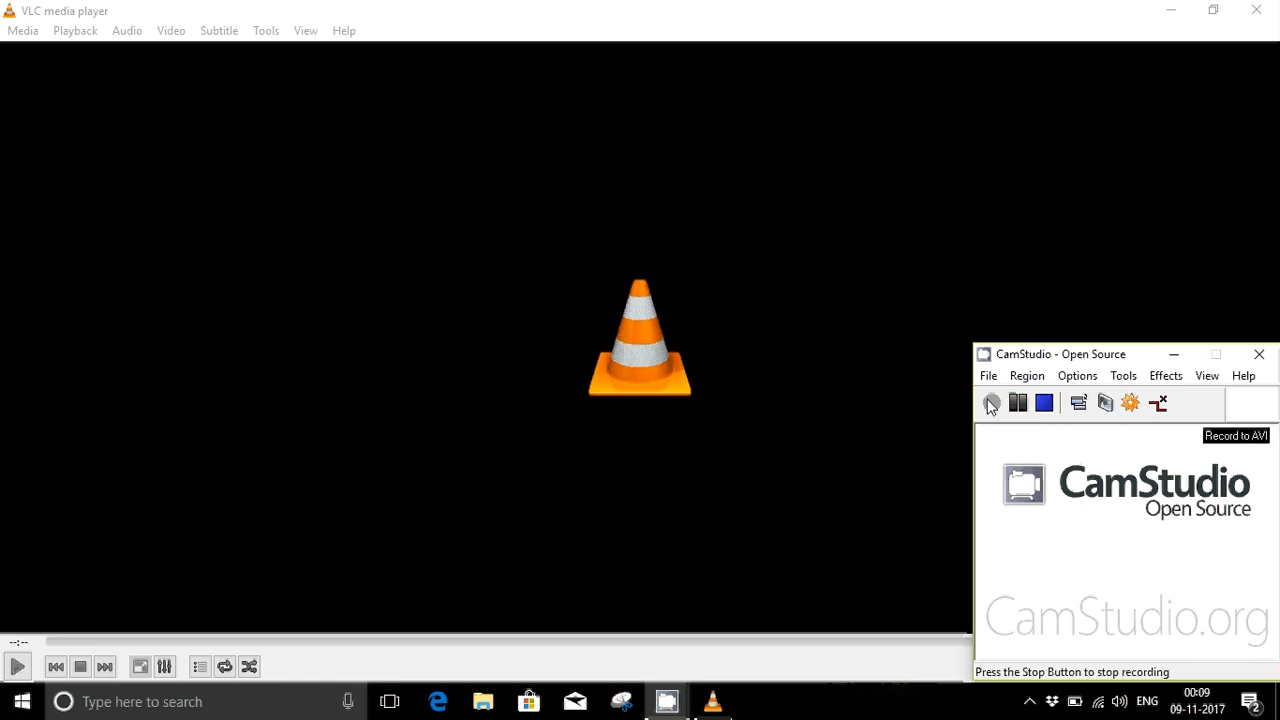 VLC media player
Media Playback Audio Video Subtitle Tools View Help
CamStudio - Open Source
File Region Options Tools Effects View Help
Record to AVI
CamStudio
Open Source
CamStudio.org
--:--
Press the Stop Button to stop recording
Type here to search
ENG
00:09
09-11-2017
2